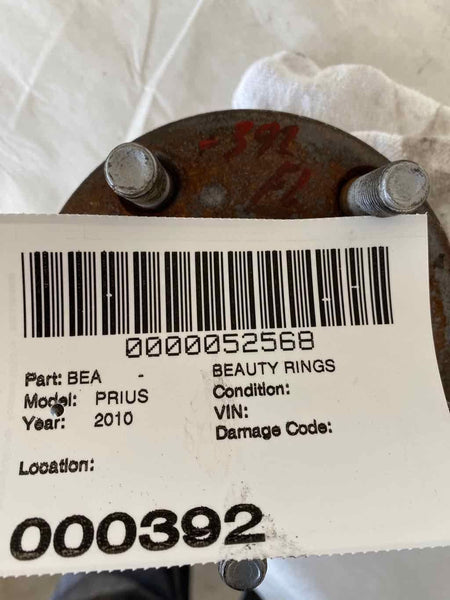 -392
0000052568
Part: BEA - BEAUTY RINGS
Model: PRIUS Condition:
Year: 2010 VIN:
Damage Code:
Location:
000392